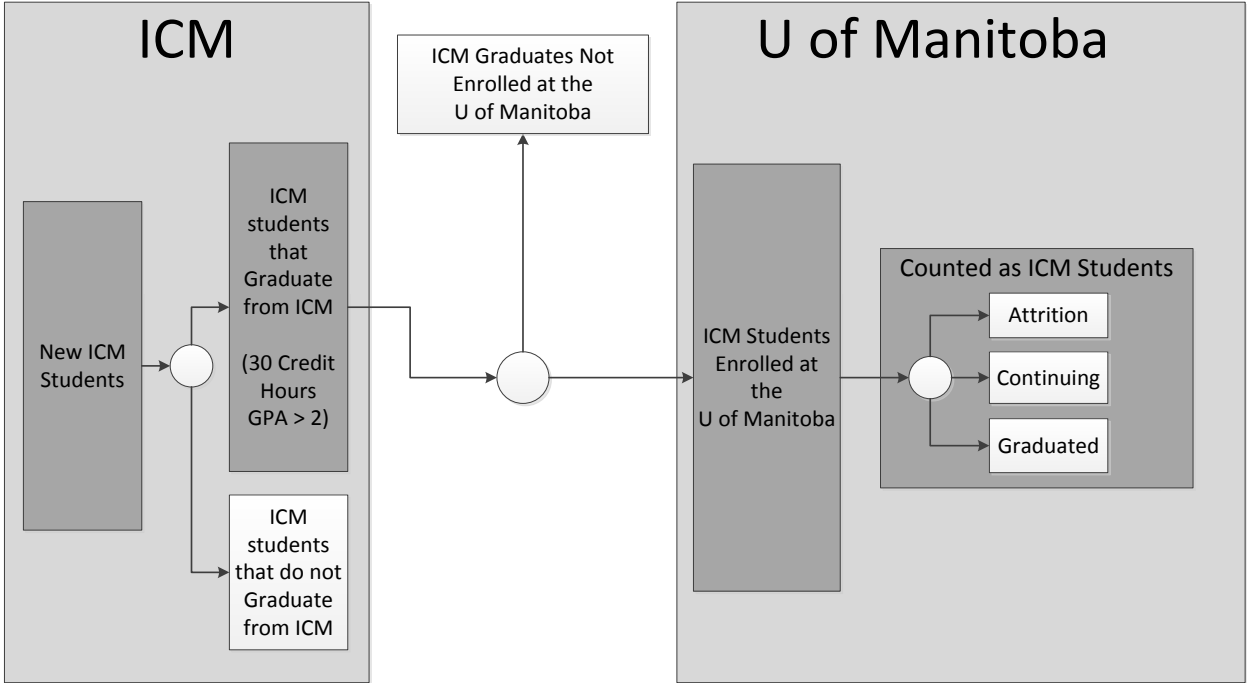 ICM
New ICM
Students
ICM
students
that
Graduate
from ICM
(30 Credit
Hours
GPA > 2)
ICM
students
that do not
Graduate
from ICM
ICM Graduates Not
Enrolled at the
U of Manitoba
U of Manitoba
ICM Students
Enrolled at
the
U of Manitoba
Counted as ICM Students
Attrition
Continuing
Graduated